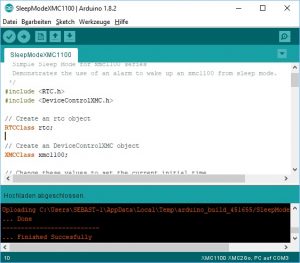 SleepModeXMC1100 | Arduino 1.8.2
Datei Bearbeiten Sketch Werkzeuge Hilfe
SleepModeXMC1100
Simple Sleep Mode for XMC1100 series
Demonstrates the use of an alarm to wake up an xmc1100 from sleep mode.
*/
#include <RTC.h>
#include <DeviceControlXMC.h>
// Create an rtc object
RTCClass rtc;
// Create an DeviceControlXMC object
XMCClass xmc1100;
// Change these values to set the current initial time
Hochladen abgeschlossen
Uploading C:\Users\SEBAST~1\AppData\Local\Temp\arduino_build_451655/SleepMode
... Done
--------------------------
... Finished Succesfully
10
XMC1100 XMC2Go, PC auf COM3